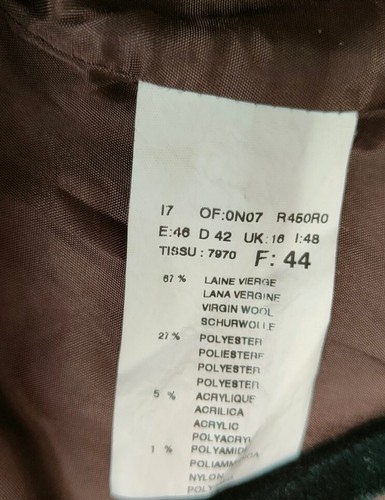 I7 OF:0N07 R450R0
E:46 D 42 UK:16 I:48
TISSU : 7970 F: 44
67 % LAINE VIERGE
LANA VERGINE
VIRGIN WOOL
SCHURWOLLE
27 % POLYESTER
POLIESTERE
POLYESTER
POLYESTER
5 % ACRYLIQUE
ACRILICA
ACRYLIC
POLYACRYL
1 % POLYAMIDE
NYLON